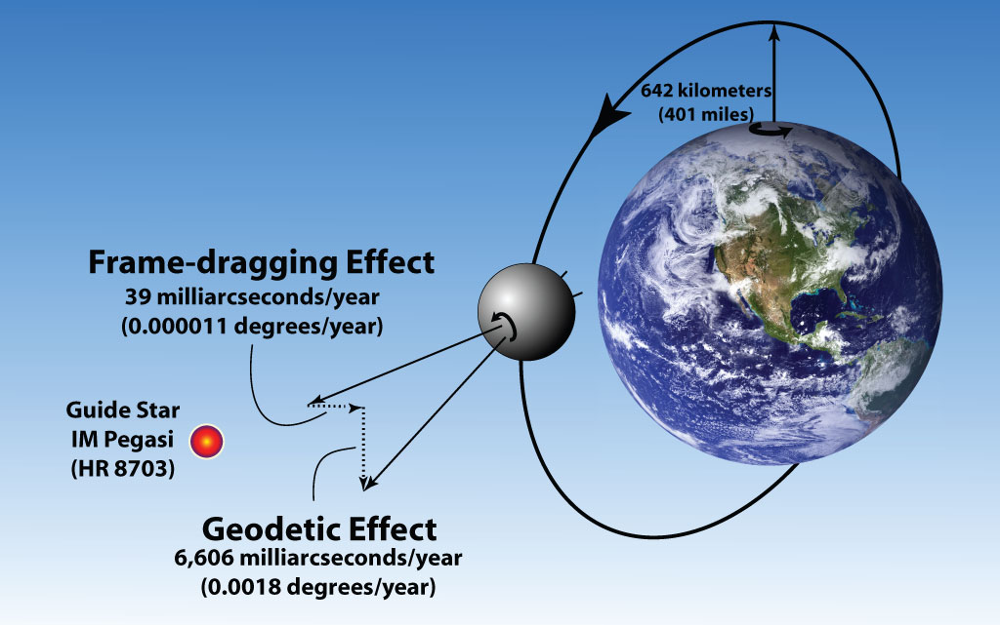 642 kilometers
(401 miles)
Frame-dragging Effect
39 milliarcseconds/year
(0.000011 degrees/year)
Guide Star
IM Pegasi
(HR 8703)
Geodetic Effect
6,606 milliarcseconds/year
(0.0018 degrees/year)